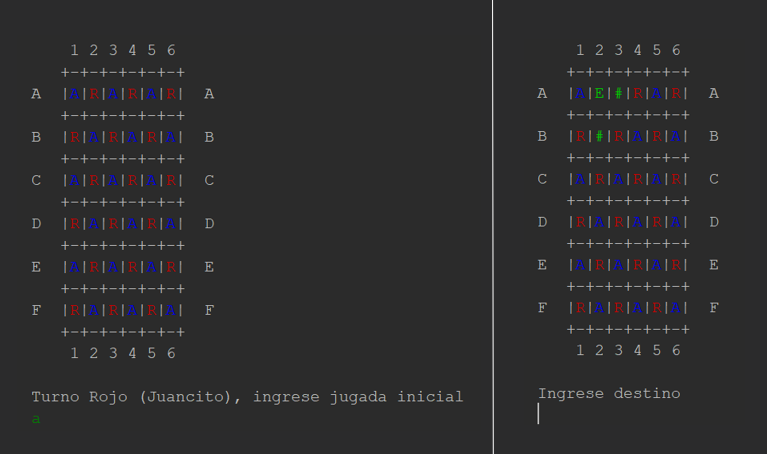 1 2 3 4 5 6
+-+-+-+-+-+-+
A |A|R|A|R|A|R| A
+-+-+-+-+-+-+
B |R|A|R|A|R|A| B
+-+-+-+-+-+-+
C |A|R|A|R|A|R| C
+-+-+-+-+-+-+
D |R|A|R|A|R|A| D
+-+-+-+-+-+-+
E |A|R|A|R|A|R| E
+-+-+-+-+-+-+
F |R|A|R|A|R|A| F
+-+-+-+-+-+-+
1 2 3 4 5 6
Turno Rojo (Juancito), ingrese jugada inicial
a
1 2 3 4 5 6
+-+-+-+-+-+-+
A |A|E|#|R|A|R| A
+-+-+-+-+-+-+
B |R|#|R|A|R|A| B
+-+-+-+-+-+-+
C |A|R|A|R|A|R| C
+-+-+-+-+-+-+
D |R|A|R|A|R|A| D
+-+-+-+-+-+-+
E |A|R|A|R|A|R| E
+-+-+-+-+-+-+
F |R|A|R|A|R|A| F
+-+-+-+-+-+-+
1 2 3 4 5 6
Ingrese destino